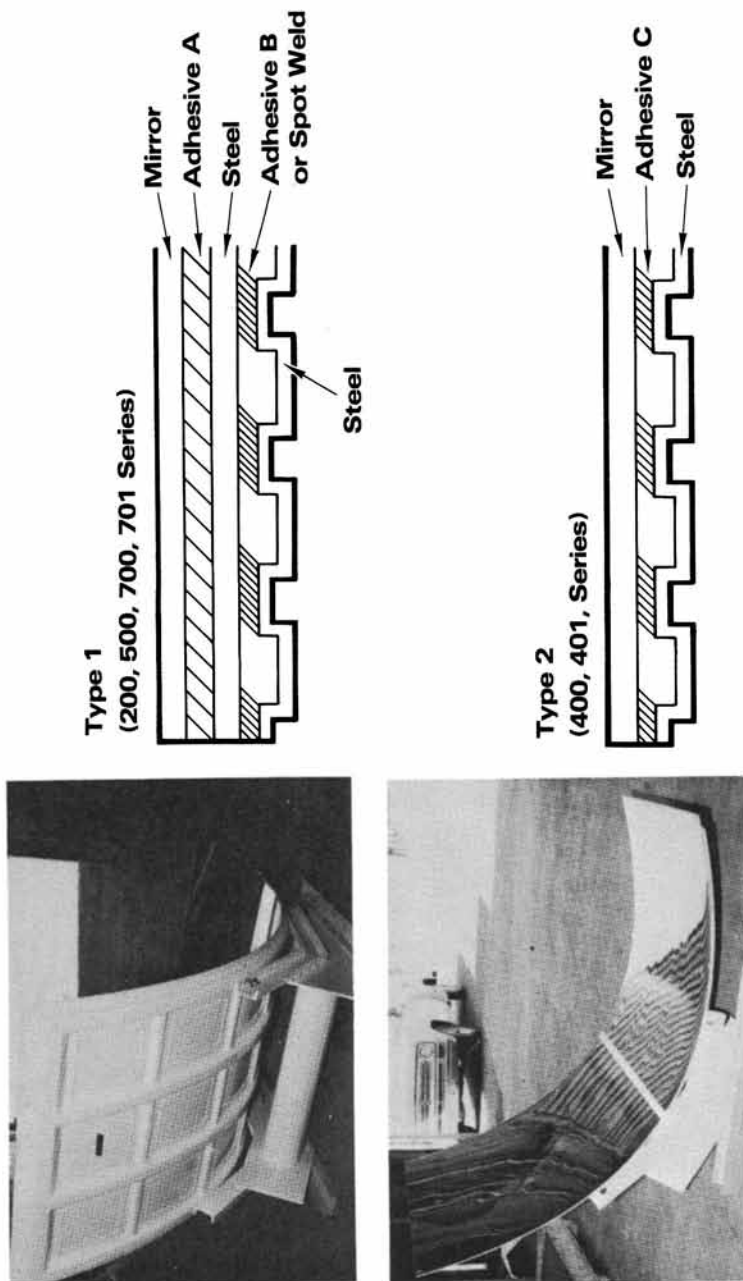 Type 1
(200, 500, 700, 701 Series)
Mirror
Adhesive A
Steel
Adhesive B
or Spot Weld
Steel
Type 2
(400, 401, Series)
Mirror
Adhesive C
Steel